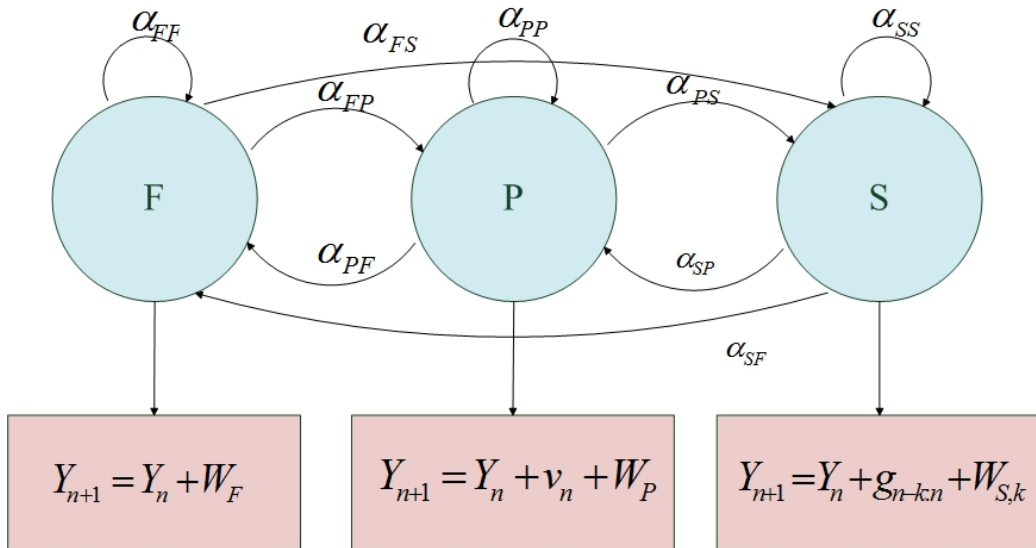 α_FF
α_FS
α_PP
α_SS
α_FP
α_PS
F
P
S
α_PF
α_SP
α_SF
Y_{n+1} = Y_n + W_F
Y_{n+1} = Y_n + v_n + W_P
Y_{n+1} = Y_n + g_{n-k:n} + W_{S,k}